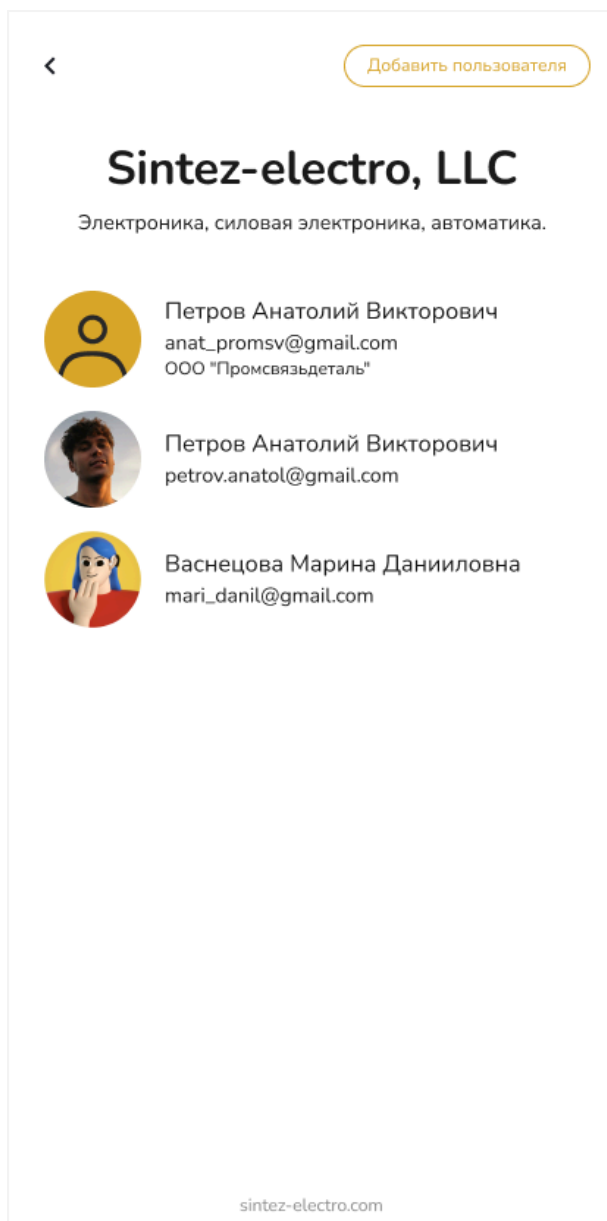 Добавить пользователя
Sintez-electro, LLC
Электроника, силовая электроника, автоматика.
Петров Анатолий Викторович
anat_promsv@gmail.com
ООО "Промсвязьдеталь"
Петров Анатолий Викторович
petrov.anatol@gmail.com
Васнецова Марина Данииловна
mari_danil@gmail.com
sintez-electro.com